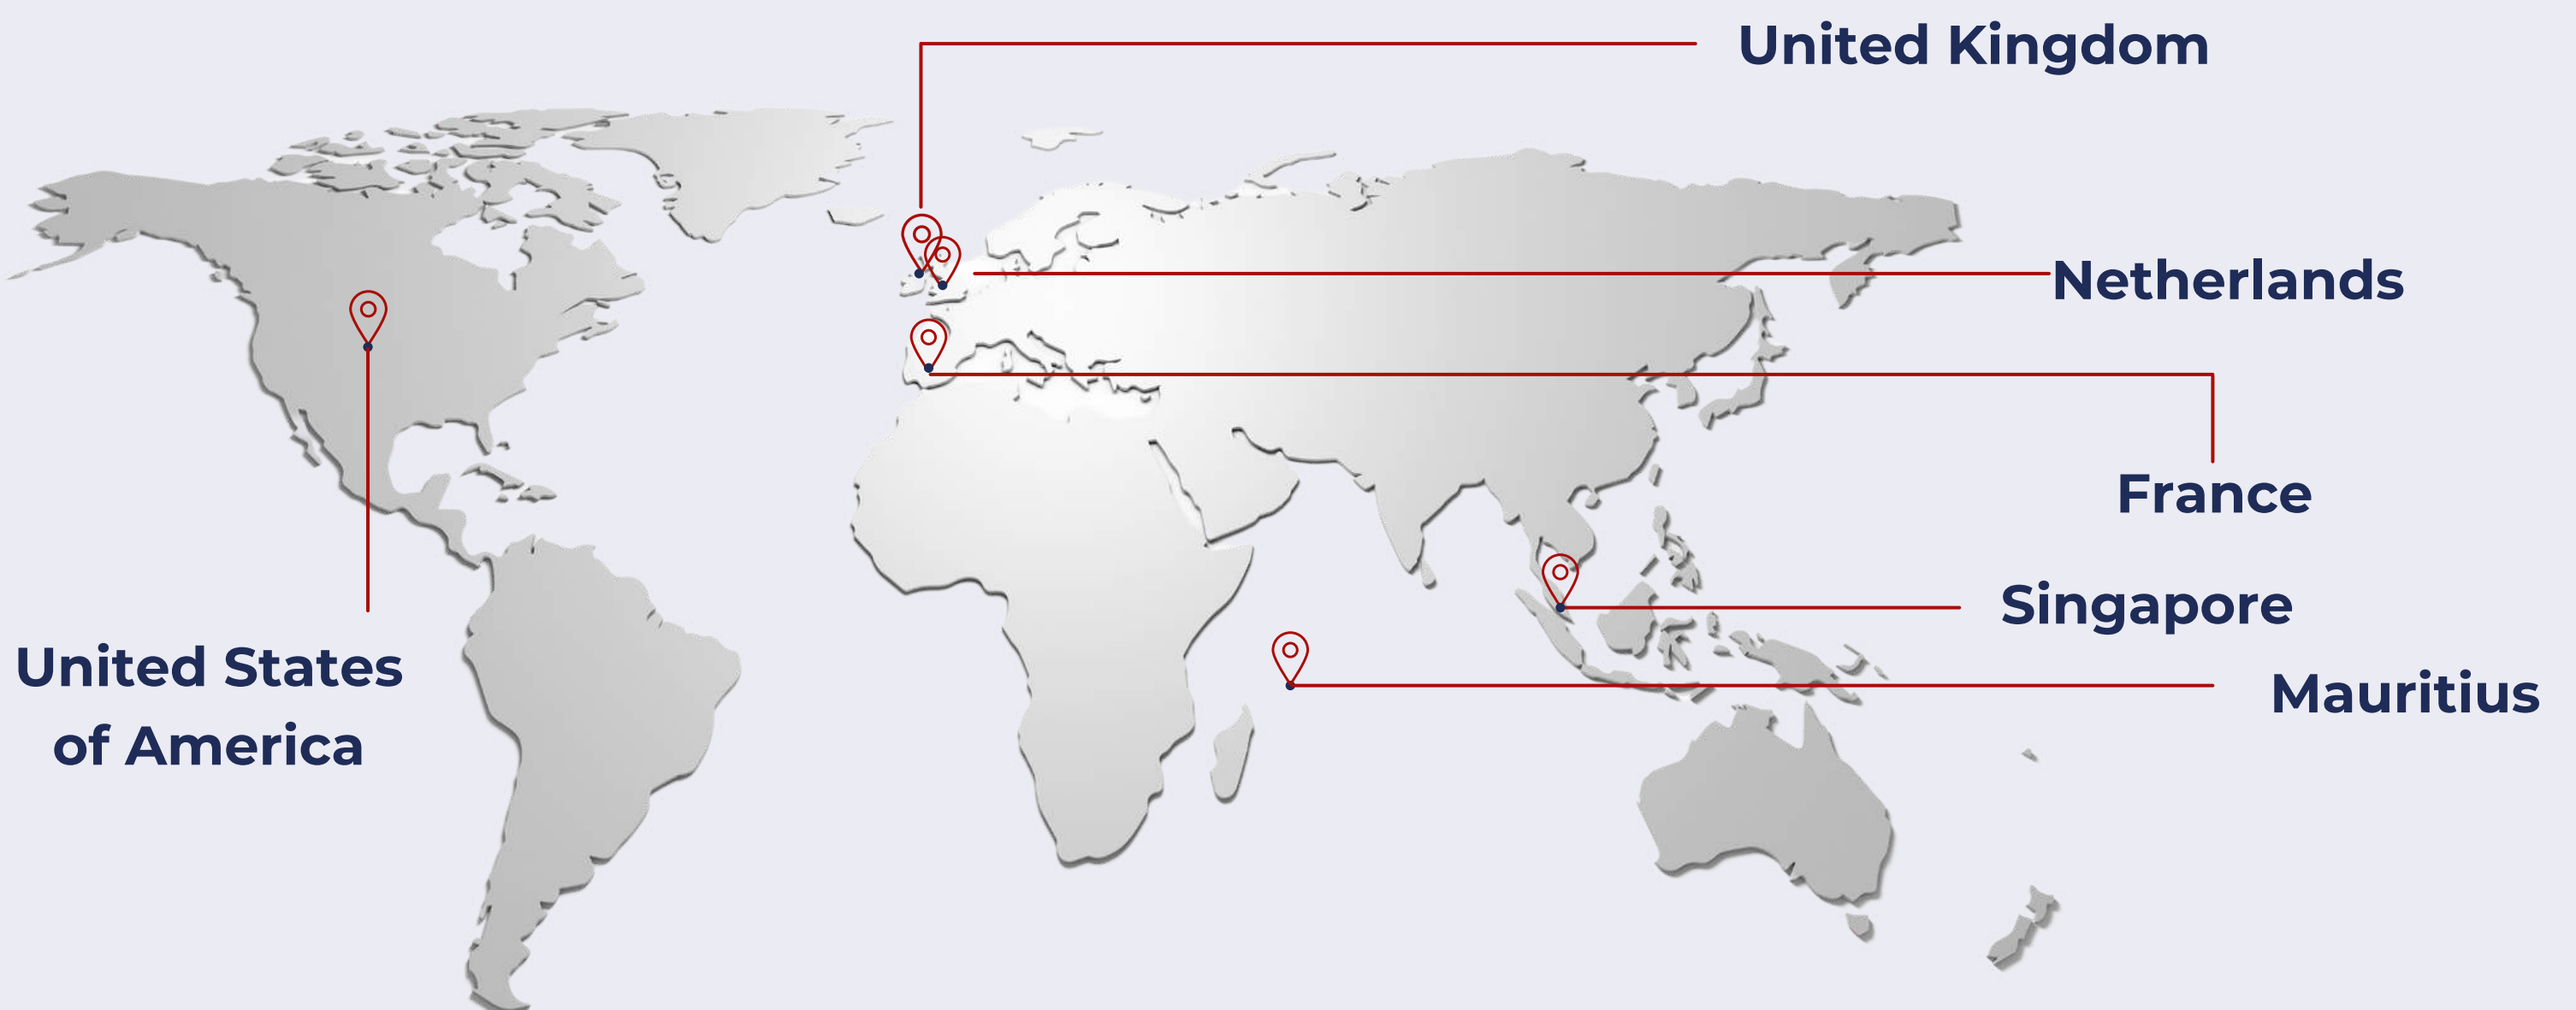 United Kingdom
Netherlands
France
Singapore
United States
of America
Mauritius